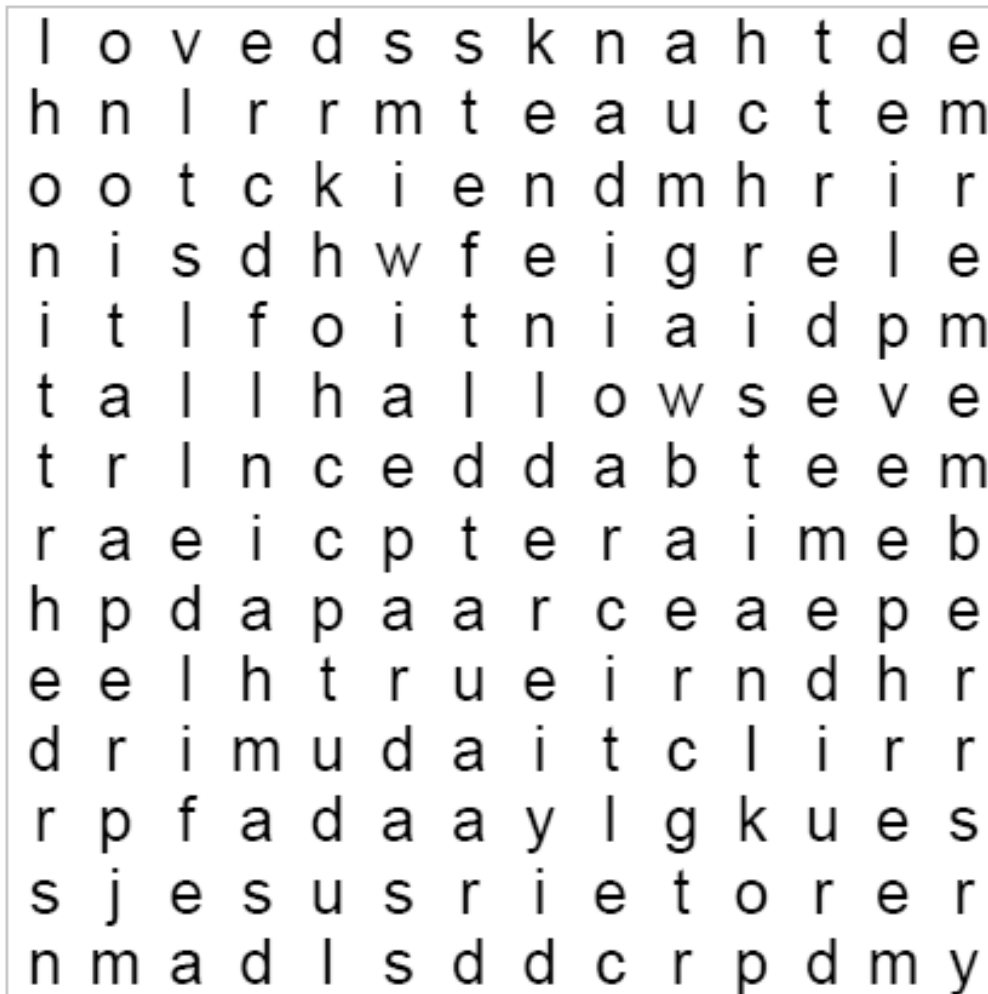 l o v e d s s k n a h t d e
h n l r r m t e a u c t e m
o o t c k i e n d m h r i r
n i s d h w f e i g r e l e
i t l f o i t n i a i d p m
t a l l h a l l o w s e v e
t r l n c e d d a b t e e m
r a e i c p t e r a i m e b
h p d a p a a r c e a e p e
e e l h t r u e i r n d h r
d r i m u d a i t c l i r r
r p f a d a a y l g k u e s
s j e s u s r i e t o r e r
n m a d l s d d c r p d m y